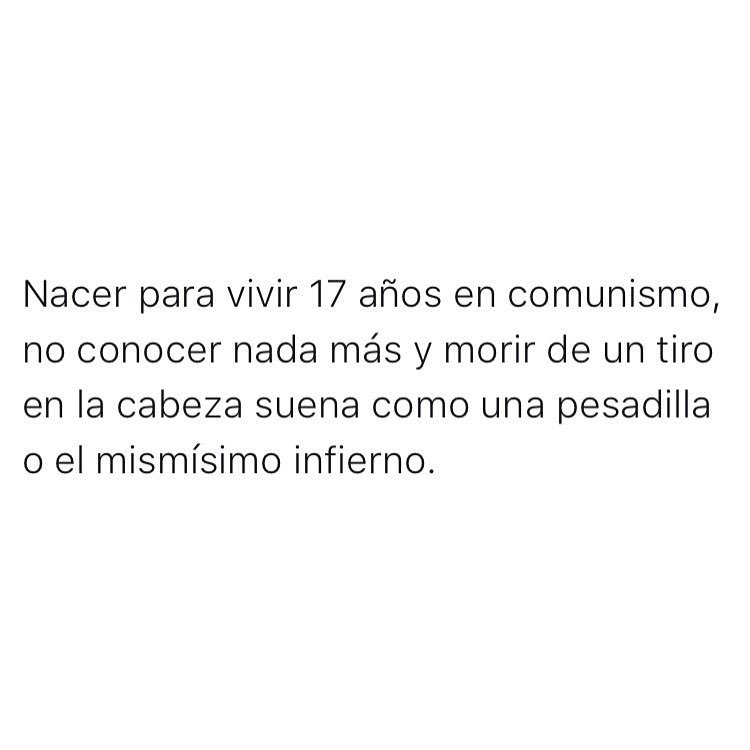 Nacer para vivir 17 años en comunismo,
no conocer nada más y morir de un tiro
en la cabeza suena como una pesadilla
o el mismísimo infierno.